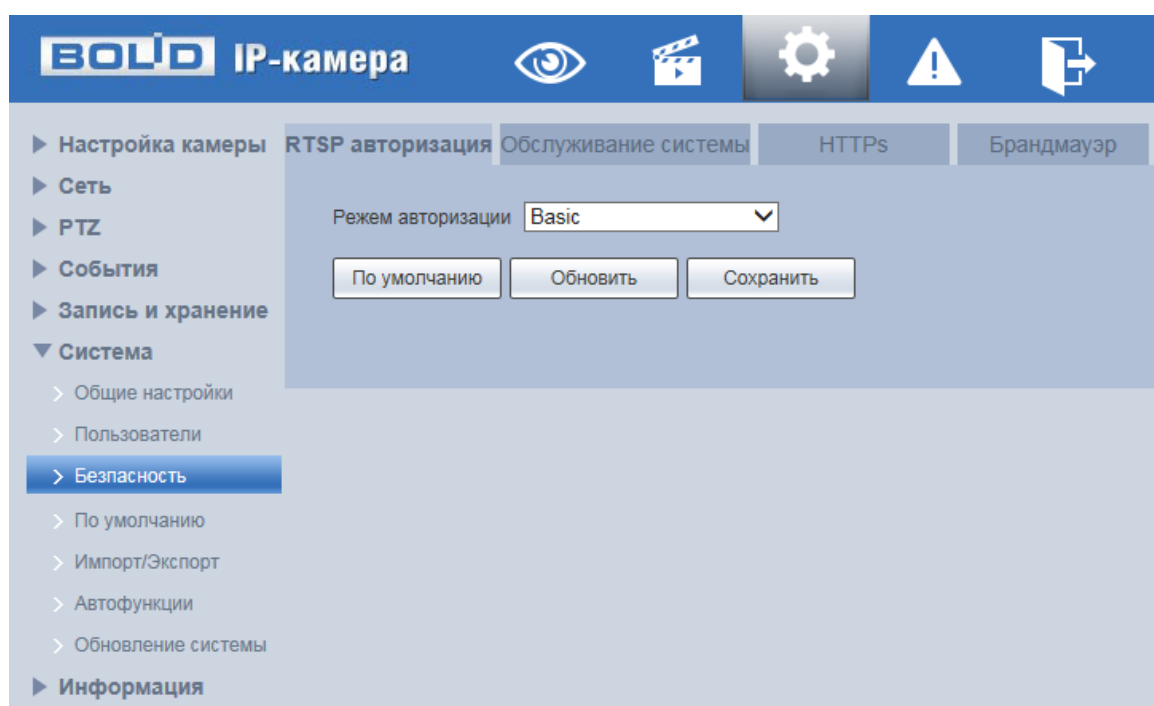 BOLID IP-камера
RTSP авторизация Обслуживание системы HTTPs Брандмауэр
Настройка камеры
Сеть
PTZ
События
Запись и хранение
Система
Общие настройки
Пользователи
Безпасность
По умолчанию
Импорт/Экспорт
Автофункции
Обновление системы
Информация
Режем авторизации Basic
По умолчанию Обновить Сохранить